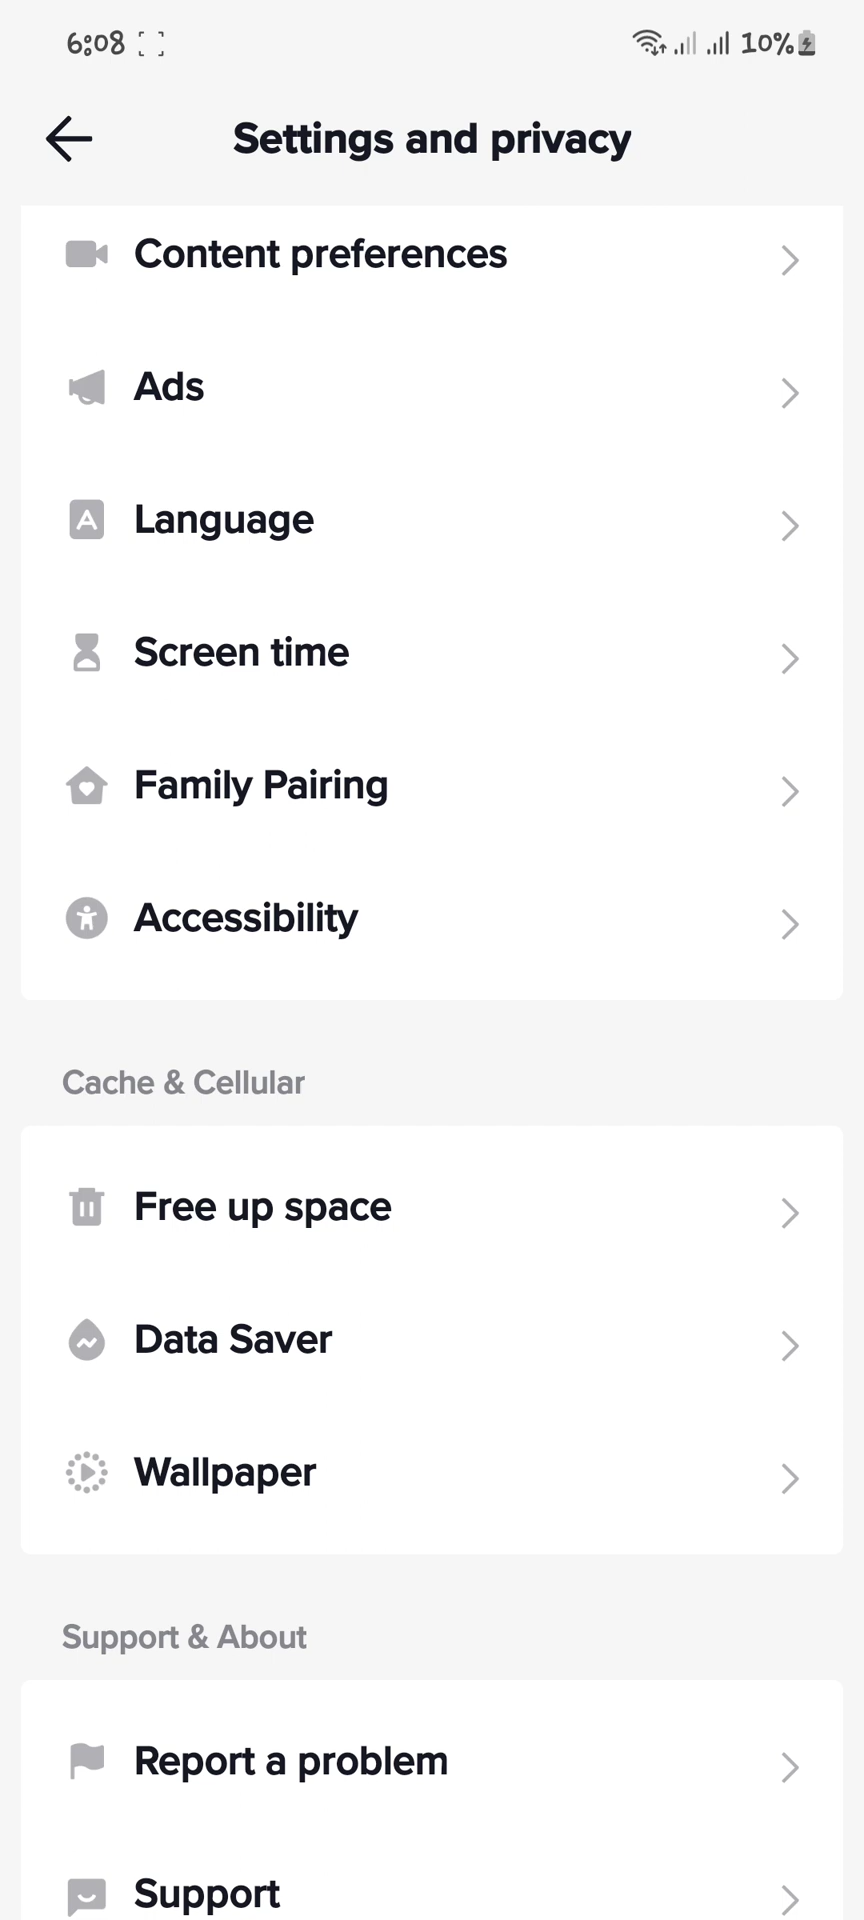 6:08 10%
Settings and privacy
Content preferences
Ads
A Language
Screen time
Family Pairing
Accessibility
Cache & Cellular
Free up space
Data Saver
Wallpaper
Support & About
Report a problem
Support